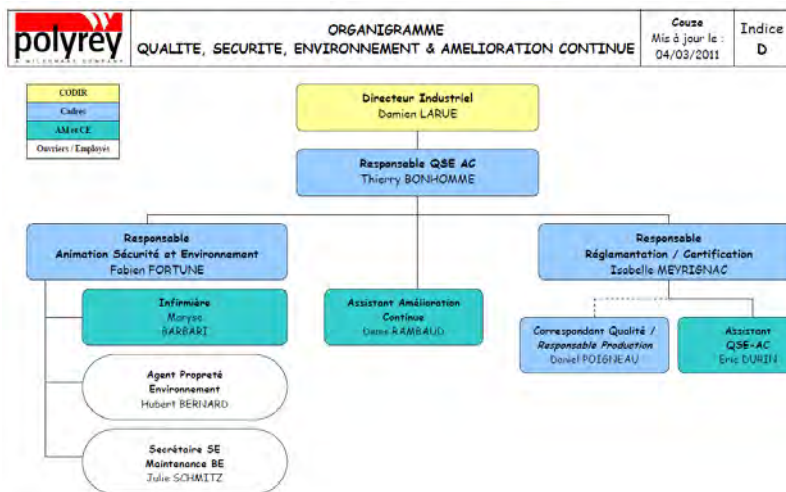 polyrey
A WILSONART COMPANY
ORGANIGRAMME
QUALITE, SECURITE, ENVIRONNEMENT & AMELIORATION CONTINUE
Couze
Mis à jour le :
04/03/2011
Indice
D
CODIR
Cadres
AM et CE
Ouvriers / Employés
Directeur Industriel
Damien LARUE
Responsable QSE AC
Thierry BONHOMME
Responsable
Animation Sécurité et Environnement
Fabien FORTUNE
Responsable
Réglementation / Certification
Isabelle MEYRIGNAC
Infirmière
Maryse
BARBARI
Assistant Amélioration
Continue
Denis RAMBAUD
Correspondant Qualité /
Responsable Production
Daniel POIGNEAU
Assistant
QSE-AC
Eric DURIN
Agent Propreté
Environnement
Hubert BERNARD
Secrétaire SE
Maintenance BE
Julie SCHMITZ